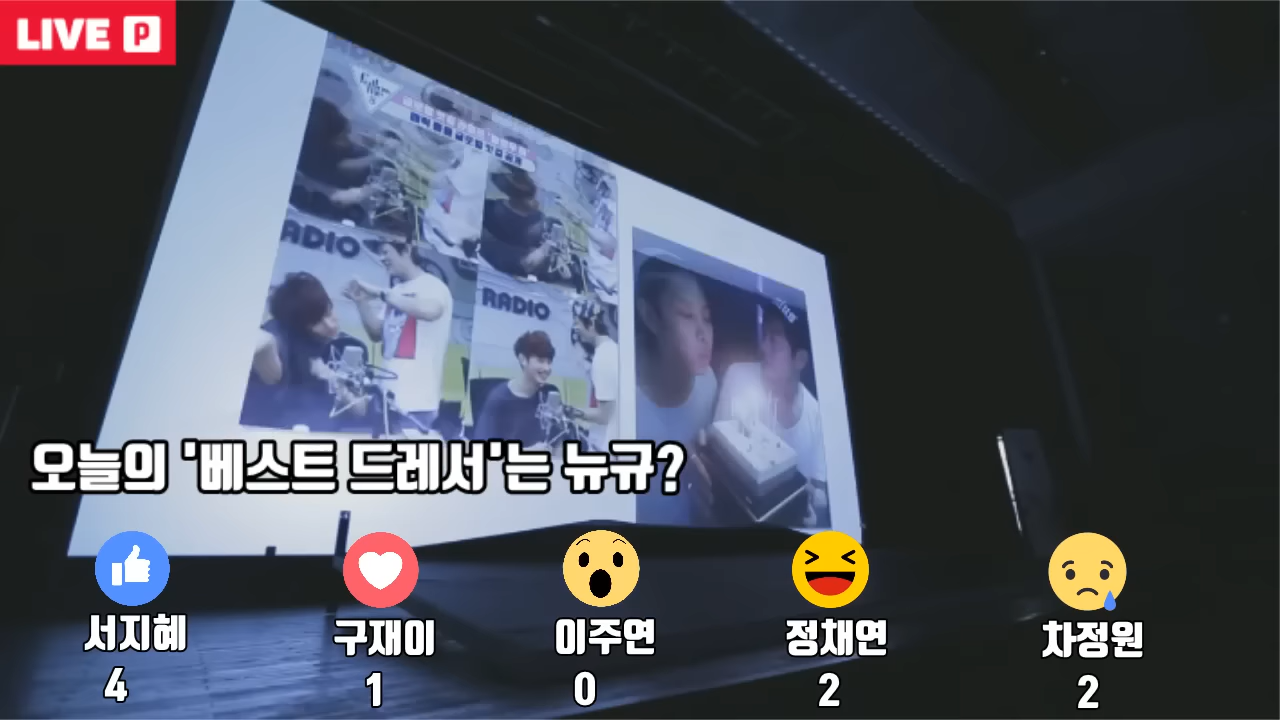 LIVE P
RADIO
RADIO
오늘의 '베스트 드레서'는 뉴규?
서지혜 구재이 이주연 정채연 차정원
4 1 0 2 2